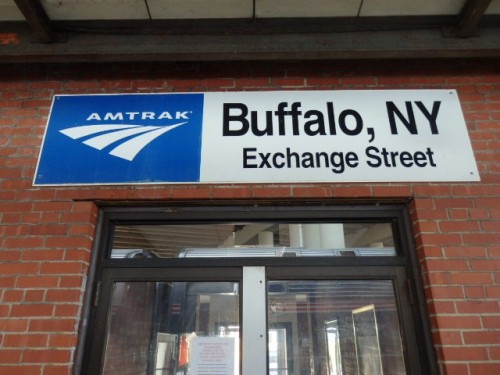 AMTRAK
Buffalo, NY
Exchange Street